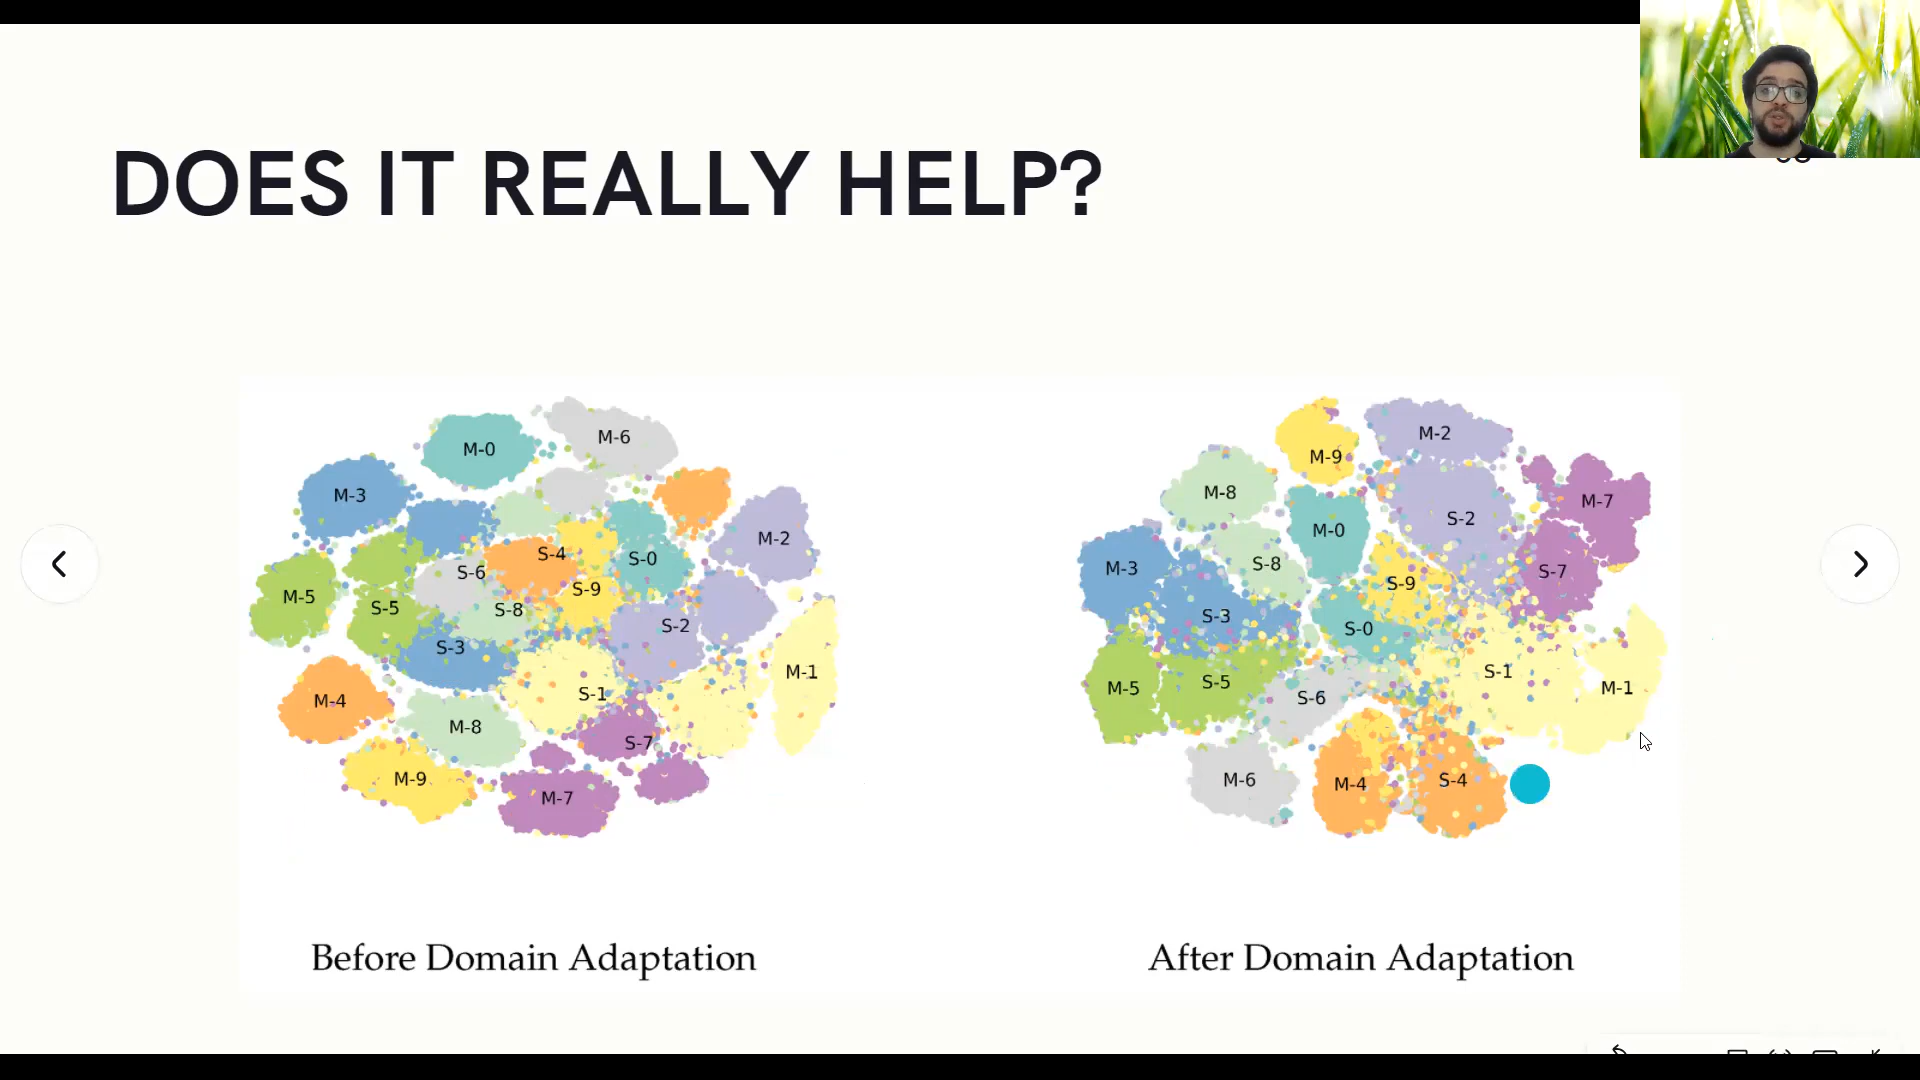 DOES IT REALLY HELP?
M-0
M-6
M-3
M-2
S-4
S-0
S-6
M-5
S-9
S-5
S-8
S-2
S-3
M-1
S-1
M-4
M-8
S-7
M-9
M-7
Before Domain Adaptation
M-2
M-9
M-8
M-7
S-2
M-0
S-8
M-3
S-7
S-9
S-3
S-0
S-1
S-5
M-5
M-1
S-6
M-6
M-4
S-4
After Domain Adaptation